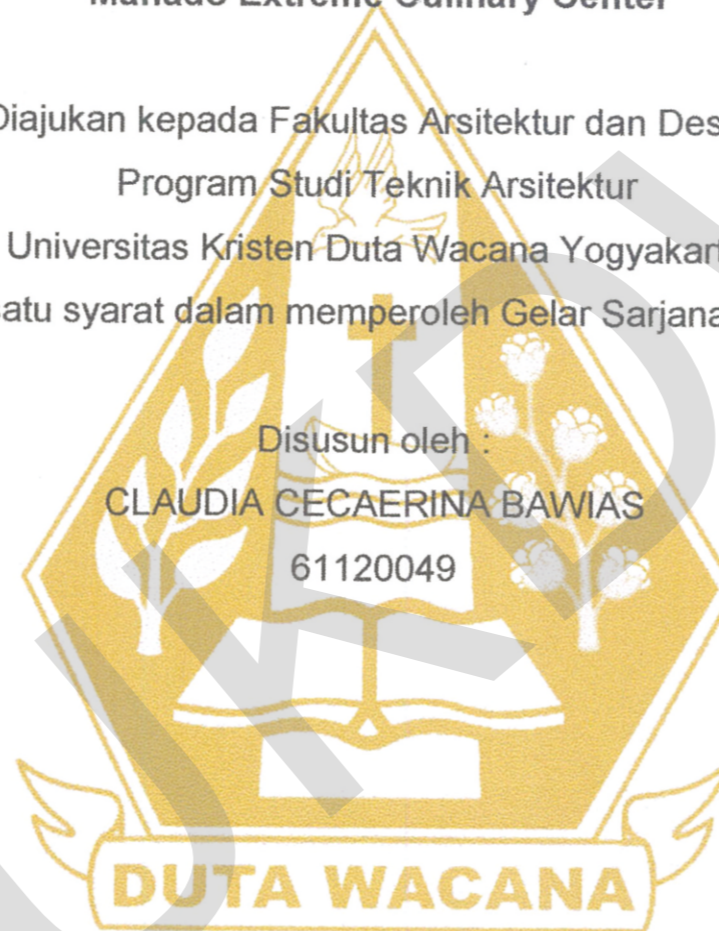 Manado Extreme Culinary Center
Diajukan kepada Fakultas Arsitektur dan Des
Program Studi Teknik Arsitektur
Universitas Kristen Duta Wacana Yogyakar
satu syarat dalam memperoleh Gelar Sarjana
Disusun oleh :
CLAUDIA CECAERINA BAWIAS
61120049
DUTA WACANA